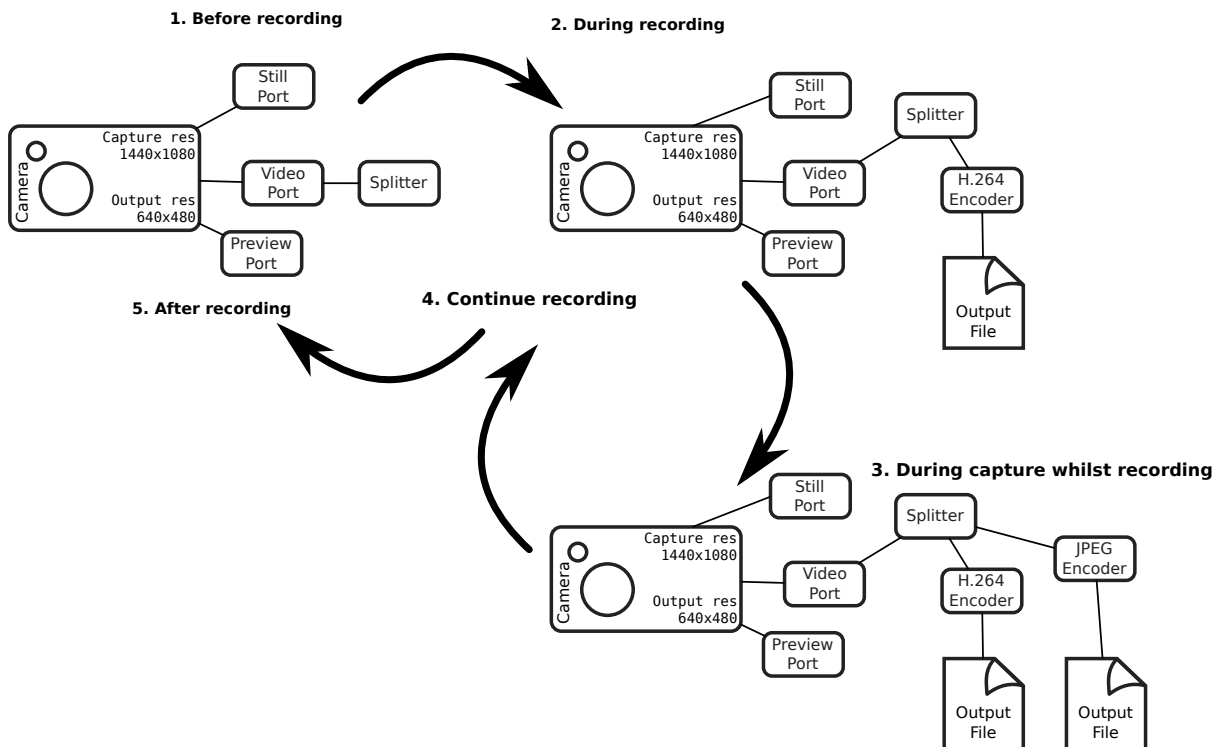 1. Before recording
Still
Port
Capture res
1440x1080
Camera
Video
Port
Splitter
Output res
640x480
Preview
Port
2. During recording
Still
Port
Splitter
Capture res
1440x1080
Camera
Video
Port
H.264
Encoder
Output res
640x480
Preview
Port
Output
File
5. After recording
4. Continue recording
3. During capture whilst recording
Still
Port
Splitter
Capture res
1440x1080
Camera
JPEG
Encoder
Video
Port
H.264
Encoder
Output res
640x480
Preview
Port
Output
File
Output
File